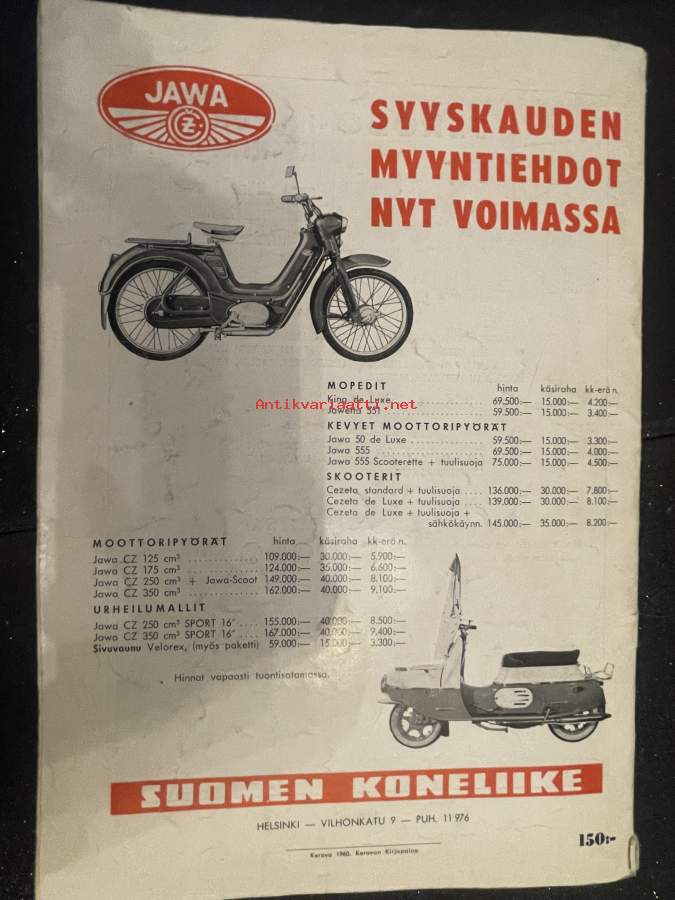 JAWA
CZ
SYYSKAUDEN
MYYNTIEHDOT
NYT VOIMASSA
MOPEDIT hinta käsiraha kk-erä n.
King de Luxe 69.500:— 15.000:— 4.200:—
Antikvariaatti.net
Jawetta 551 59.500:— 15.000:— 3.400:—
KEVYET MOOTTORIPYÖRÄT
Jawa 50 de Luxe 59.500:— 15.000:— 3.300:—
Jawa 555 69.500:— 15.000:— 4.000:—
Jawa 555 Scooterette + tuulisuoja 75.000:— 15.000:— 4.500:—
SKOOTERIT
Cezeta standard + tuulisuoja 136.000:— 30.000:— 7.800:—
Cezeta de Luxe + tuulisuoja 139.000:— 30.000:— 8.100:—
Cezeta de Luxe + tuulisuoja +
sähkökäynn. 145.000:— 35.000:— 8.200:—
MOOTTORIPYÖRÄT hinta käsiraha kk-erä
Jawa CZ 125 cm³ 109.000:— 30.000:— 5.900:—
Jawa CZ 175 cm³ 124.000:— 35.000:— 6.600:—
Jawa CZ 250 cm³ + Jawa-Scoot 149.000:— 40.000:— 8.100:—
Jawa CZ 350 cm³ 162.000:— 40.000:— 9.100:—
URHEILUMALLIT
Jawa CZ 250 cm³ SPORT 16" 155.000:— 40.000:— 8.500:—
Jawa CZ 350 cm³ SPORT 16" 167.000:— 40.000:— 9.400:—
Sivuvaunu Velorex, (myös paketti) 59.000:— 15.000:— 3.300:—
Hinnat vapaasti tuontisatamassa.
SUOMEN KONELIIKE
HELSINKI — VILHONKATU 9 — PUH. 11 976
150:-
Kerava 1960. Keravan Kirjapaino